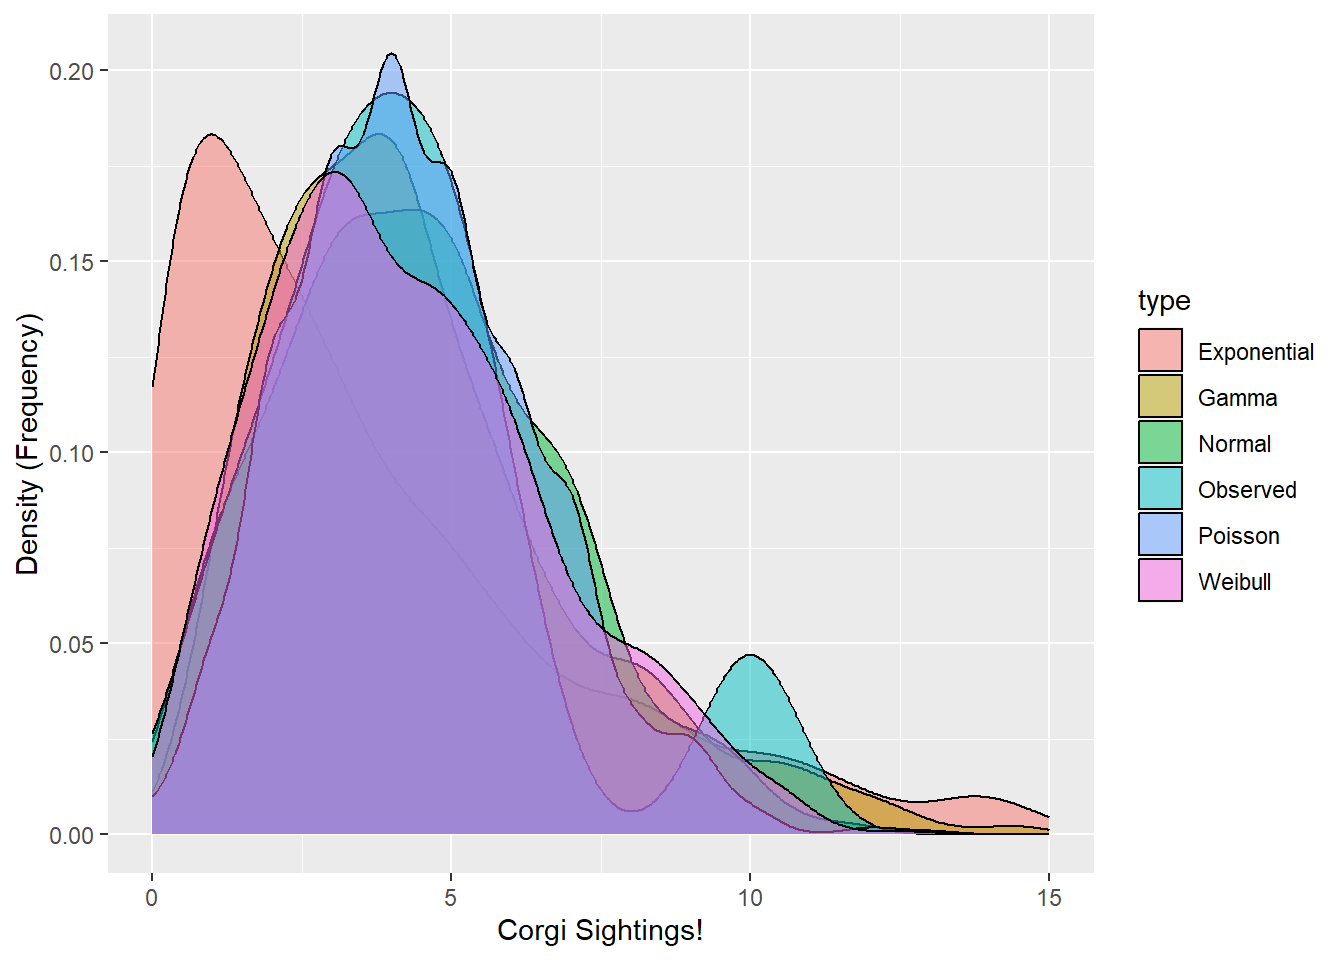 0.20
0.15
0.10
0.05
0.00
Density (Frequency)
0
5
10
15
Corgi Sightings!
type
Exponential
Gamma
Normal
Observed
Poisson
Weibull